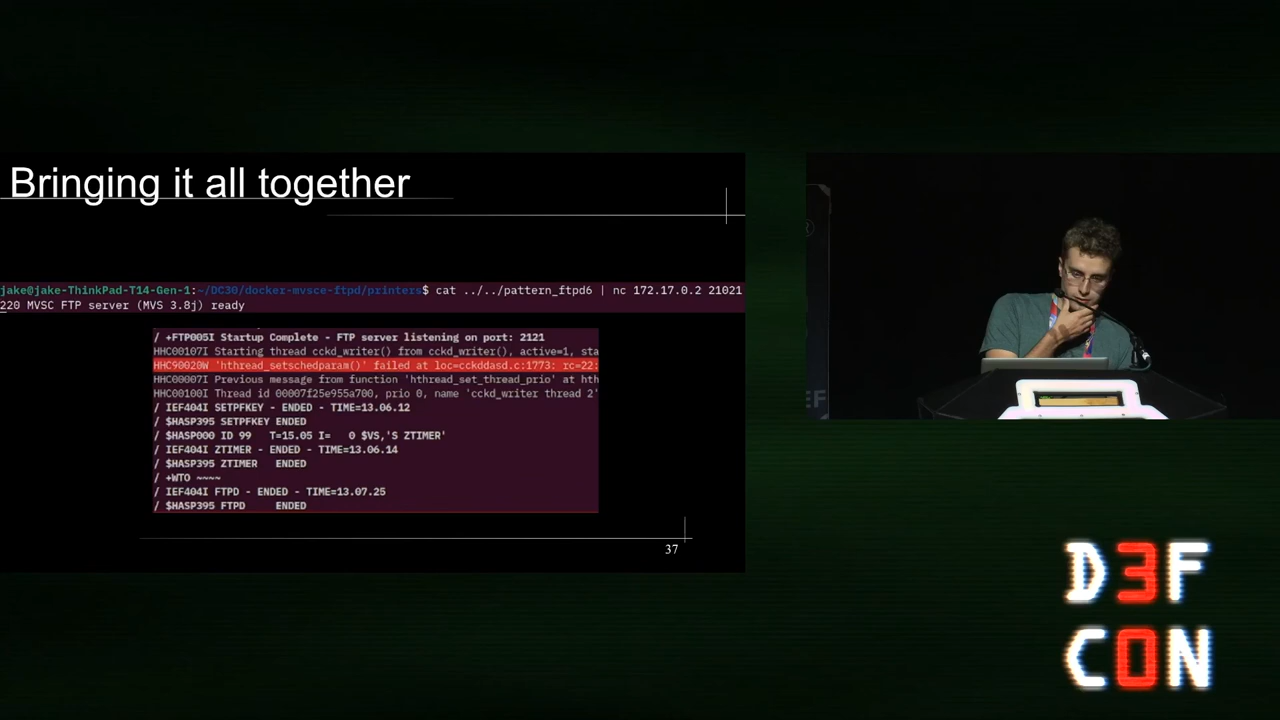 Bringing it all together
jake@jake-ThinkPad-T14-Gen-1:~/DC30/docker-mvsce-ftpd/printers$ cat ../../pattern_ftpd6 | nc 172.17.0.2 21021
220 MVSC FTP server (MVS 3.8j) ready
/ +FTP005I Startup Complete - FTP server listening on port: 2121
HHC00107I Starting thread cckd_writer() from cckd_writer(), active=1, sta
HHC90020W 'hthread_setschedparam()' failed at loc=cckddasd.c:1773: rc=22:
HHC00007I Previous message from function 'hthread_set_thread_prio' at hth
HHC00100I Thread id 00007f25e955a700, prio 0, name 'cckd_writer thread 2'
/ IEF404I SETPFKEY - ENDED - TIME=13.06.12
/ $HASP395 SETPFKEY ENDED
/ $HASP000 ID 99   T=15.05 I=   0 $VS,'S ZTIMER'
/ IEF404I ZTIMER - ENDED - TIME=13.06.14
/ $HASP395 ZTIMER   ENDED
/ +WTO ~~~~
/ IEF404I FTPD - ENDED - TIME=13.07.25
/ $HASP395 FTPD     ENDED
37
EF
D3F
C0N